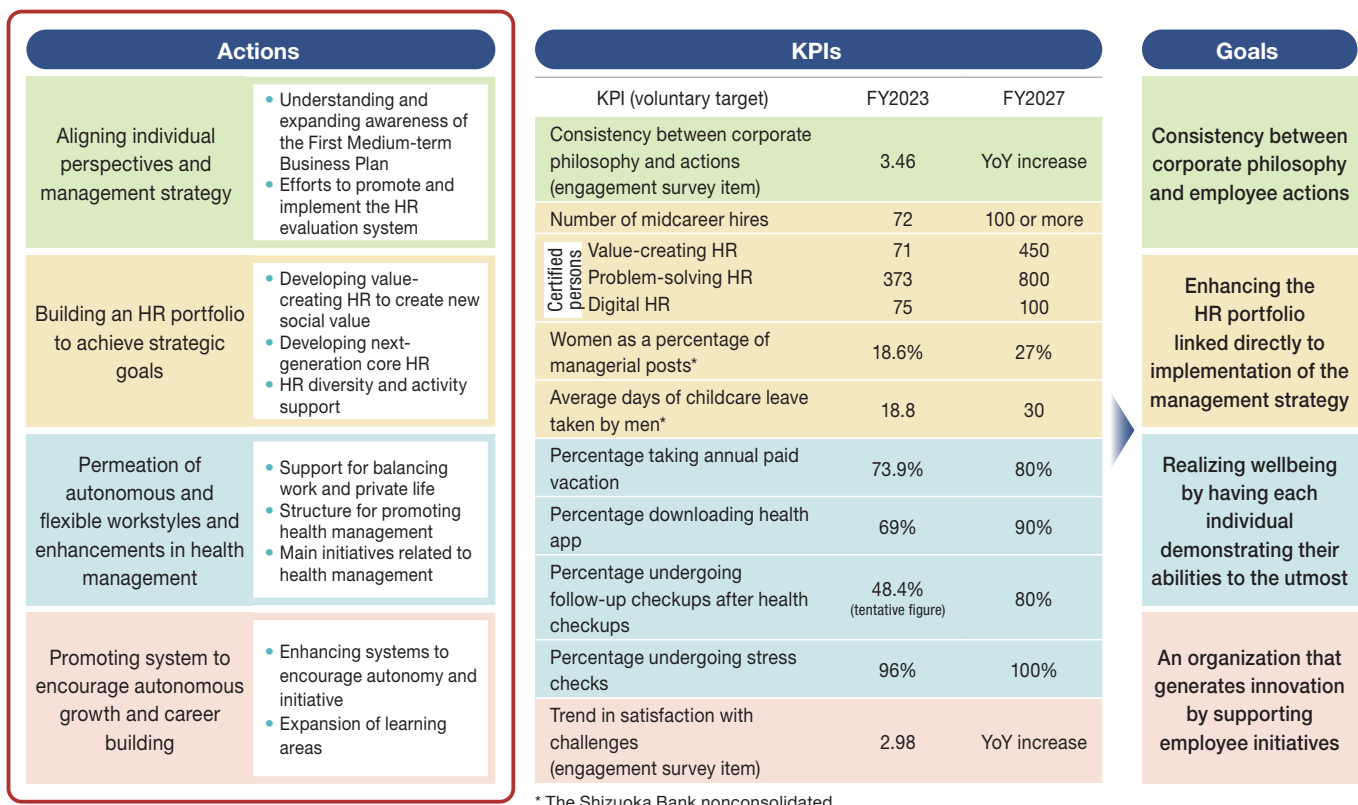 Actions
Aligning individual
perspectives and
management strategy
• Understanding and
expanding awareness of
the First Medium-term
Business Plan
• Efforts to promote and
implement the HR
evaluation system
Building an HR portfolio
to achieve strategic
goals
• Developing value-
creating HR to create new
social value
• Developing next-
generation core HR
• HR diversity and activity
support
Permeation of
autonomous and
flexible workstyles and
enhancements in health
management
• Support for balancing
work and private life
• Structure for promoting
health management
• Main initiatives related to
health management
Promoting system to
encourage autonomous
growth and career
building
• Enhancing systems to
encourage autonomy and
initiative
• Expansion of learning
areas
KPIs
KPI (voluntary target) FY2023 FY2027
Consistency between corporate
philosophy and actions 3.46 YoY increase
(engagement survey item)
Number of midcareer hires 72 100 or more
Certified
persons
Value-creating HR 71 450
Problem-solving HR 373 800
Digital HR 75 100
Women as a percentage of
managerial posts* 18.6% 27%
Average days of childcare leave
taken by men* 18.8 30
Percentage taking annual paid
vacation 73.9% 80%
Percentage downloading health
app 69% 90%
Percentage undergoing
follow-up checkups after health
checkups 48.4% 80%
(tentative figure)
Percentage undergoing stress
checks 96% 100%
Trend in satisfaction with
challenges 2.98 YoY increase
(engagement survey item)
* The Shizuoka Bank nonconsolidated
Goals
Consistency between
corporate philosophy
and employee actions
Enhancing the
HR portfolio
linked directly to
implementation of the
management strategy
Realizing wellbeing
by having each
individual
demonstrating their
abilities to the utmost
An organization that
generates innovation
by supporting
employee initiatives